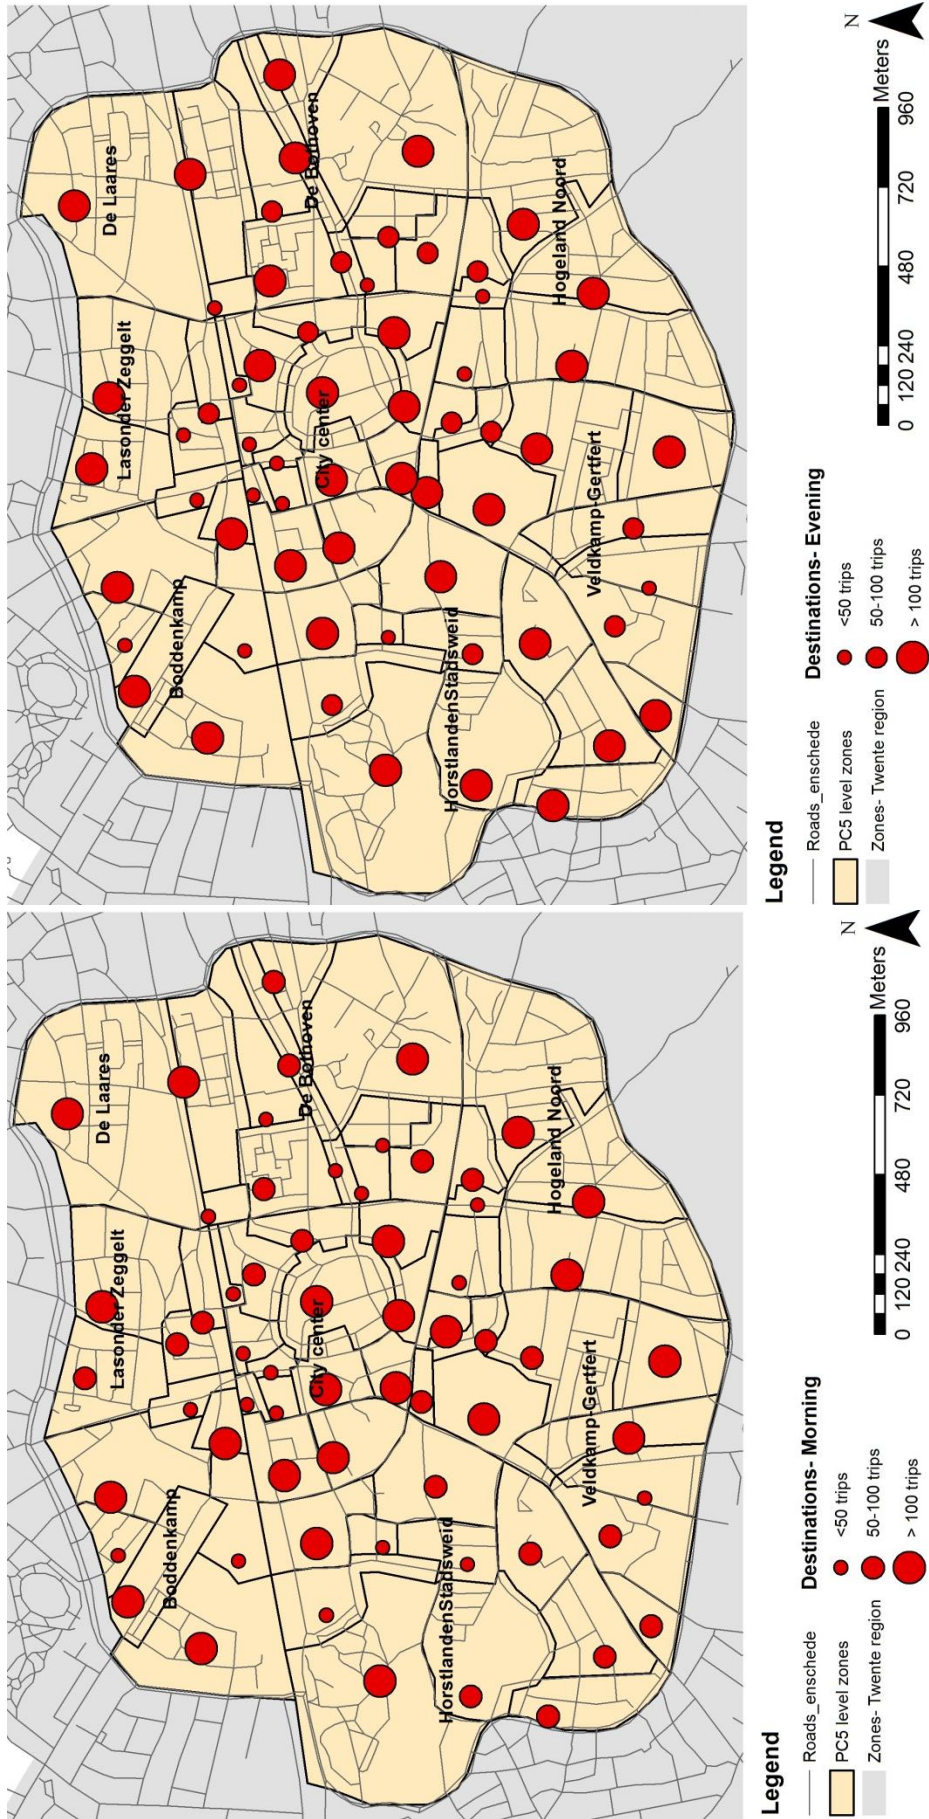 De Laares
Lasonder Zeggelt
De Bothoven
Boddenkamp
City center
Hogeland Noord
HorstlandenStadsweid
Veldkamp-Gertfert
Legend
Roads_enschede
PC5 level zones
Zones- Twente region
Destinations- Evening
<50 trips
50-100 trips
> 100 trips
0 120 240 480 720 960
Meters
N
De Laares
Lasonder Zeggelt
De Bothoven
Boddenkamp
City center
Hogeland Noord
HorstlandenStadsweid
Veldkamp-Gertfert
Legend
Roads_enschede
PC5 level zones
Zones- Twente region
Destinations- Morning
<50 trips
50-100 trips
> 100 trips
0 120 240 480 720 960
Meters
N